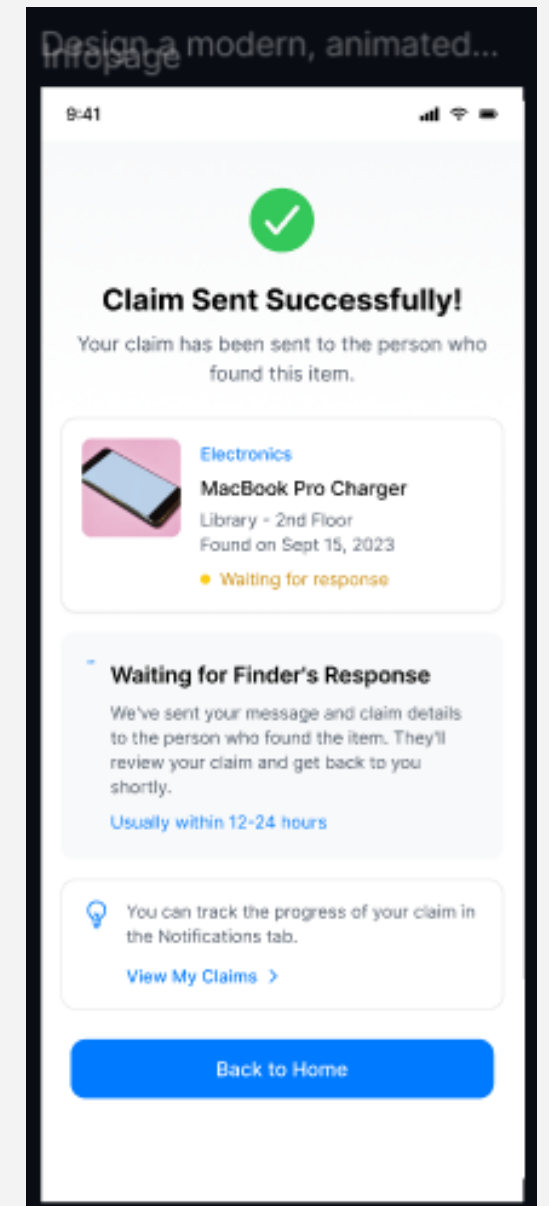 Design a modern, animated...
Infopage
9:41
Claim Sent Successfully!
Your claim has been sent to the person who
found this item.
Electronics
MacBook Pro Charger
Library - 2nd Floor
Found on Sept 15, 2023
Waiting for response
Waiting for Finder's Response
We've sent your message and claim details
to the person who found the item. They'll
review your claim and get back to you
shortly.
Usually within 12-24 hours
You can track the progress of your claim in
the Notifications tab.
View My Claims >
Back to Home